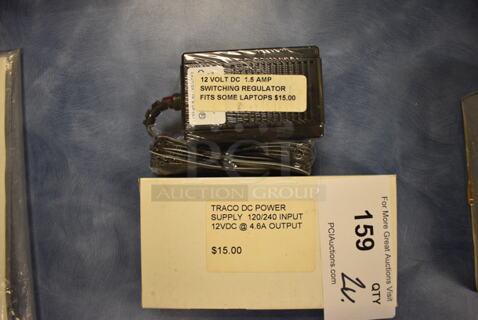 12 VOLT DC 1.5 AMP
SWITCHING REGULATOR
FITS SOME LAPTOPS $15.00
PCI
AUCTION GROUP
TRACO DC POWER
SUPPLY 120/240 INPUT
12VDC @ 4.6A OUTPUT
$15.00
For More Great Auctions Visit
159 QTY
PCIAuctions.com